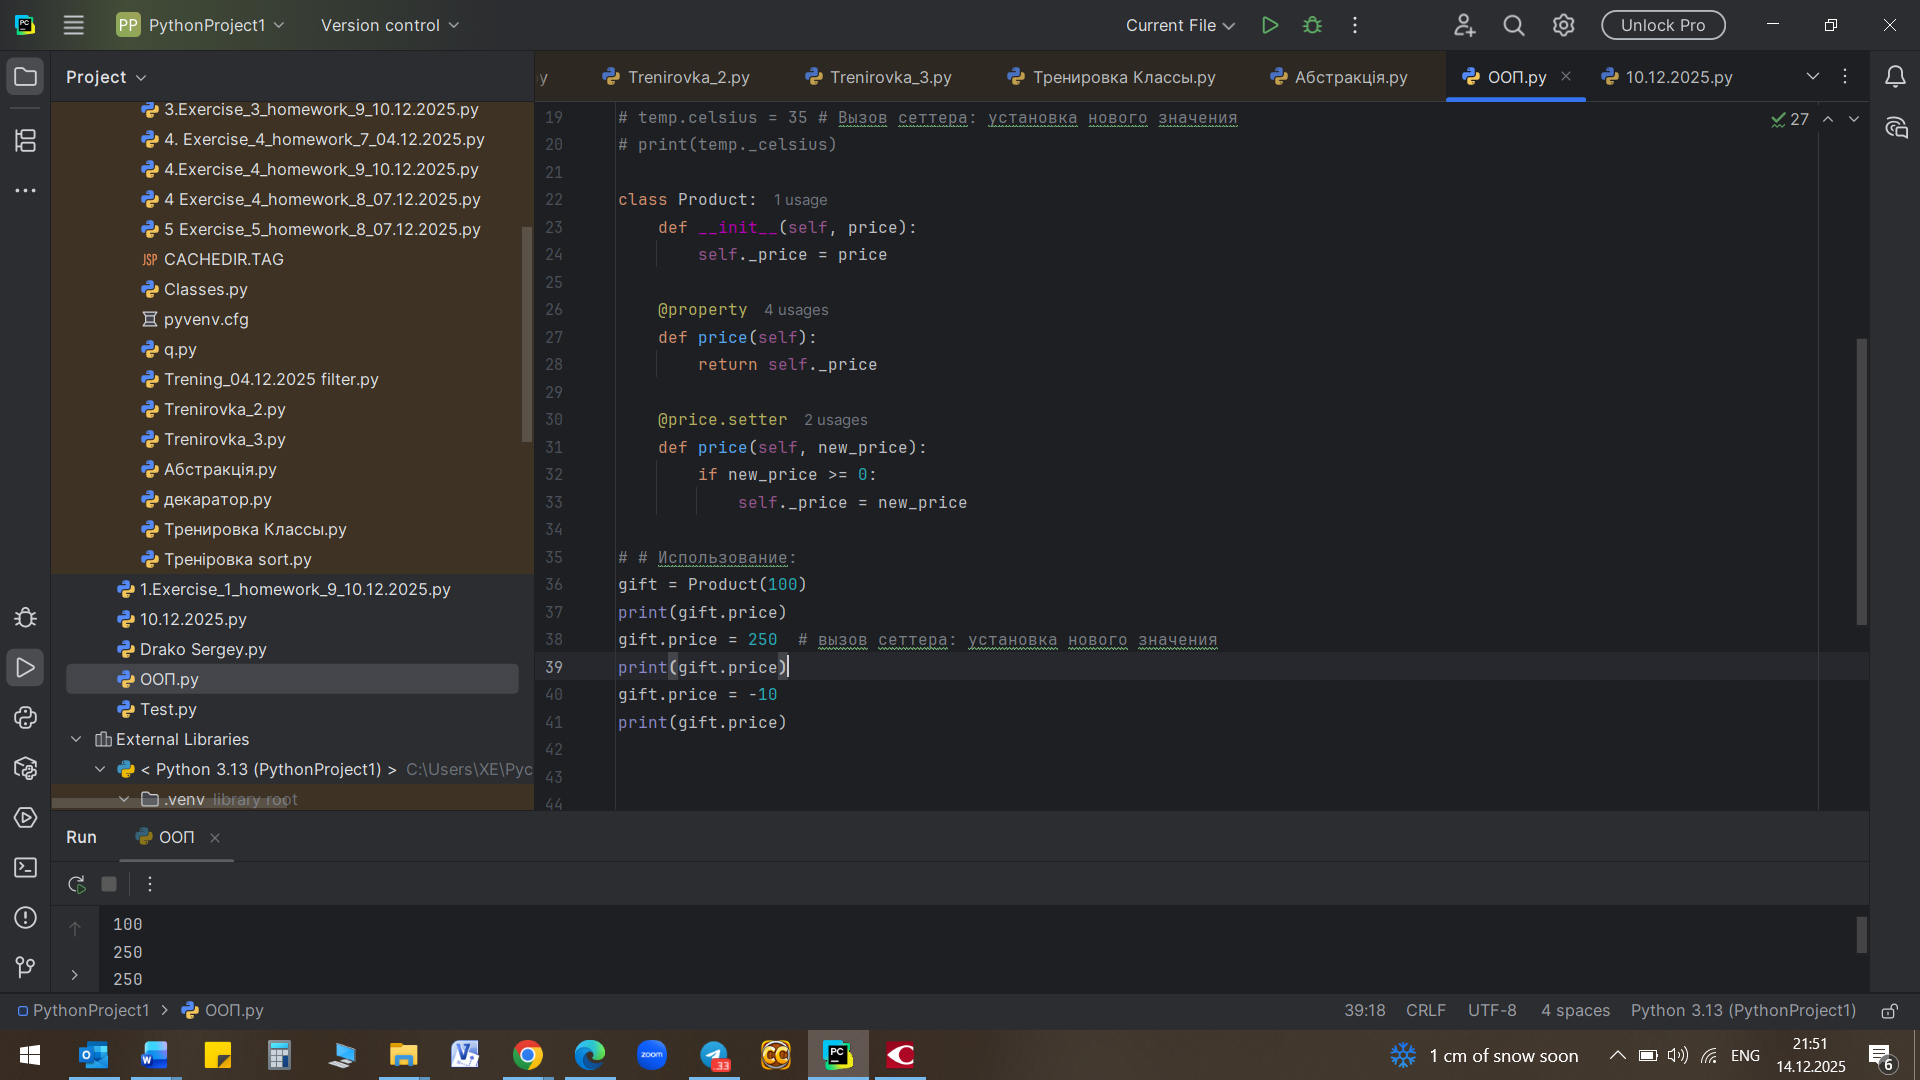 PC
PP PythonProject1
Version control
Current File
Unlock Pro
Project
y
Trenirovka_2.py
Trenirovka_3.py
Тренировка Классы.py
Абстракція.py
ООП.py
10.12.2025.py
3.Exercise_3_homework_9_10.12.2025.py
4. Exercise_4_homework_7_04.12.2025.py
4.Exercise_4_homework_9_10.12.2025.py
4 Exercise_4_homework_8_07.12.2025.py
5 Exercise_5_homework_8_07.12.2025.py
JSP CACHEDIR.TAG
Classes.py
pyvenv.cfg
q.py
Trening_04.12.2025 filter.py
Trenirovka_2.py
Trenirovka_3.py
Абстракція.py
декаратор.py
Тренировка Классы.py
Треніровка sort.py
1.Exercise_1_homework_9_10.12.2025.py
10.12.2025.py
Drako Sergey.py
ООП.py
Test.py
External Libraries
< Python 3.13 (PythonProject1) > C:\Users\XE\Pyc
.venv library root
27
19 # temp.celsius = 35 # Вызов сеттера: установка нового значения
20 # print(temp._celsius)
21
22 class Product: 1 usage
23 def __init__(self, price):
24 self._price = price
25
26 @property 4 usages
27 def price(self):
28 return self._price
29
30 @price.setter 2 usages
31 def price(self, new_price):
32 if new_price >= 0:
33 self._price = new_price
34
35 # # Использование:
36 gift = Product(100)
37 print(gift.price)
38 gift.price = 250 # вызов сеттера: установка нового значения
39 print(gift.price)
40 gift.price = -10
41 print(gift.price)
42
43
44
Run
ООП
100
250
250
PythonProject1 > ООП.py
39:18 CRLF UTF-8 4 spaces Python 3.13 (PythonProject1)
zoom
33
PC
1 cm of snow soon
ENG
21:51
14.12.2025
6